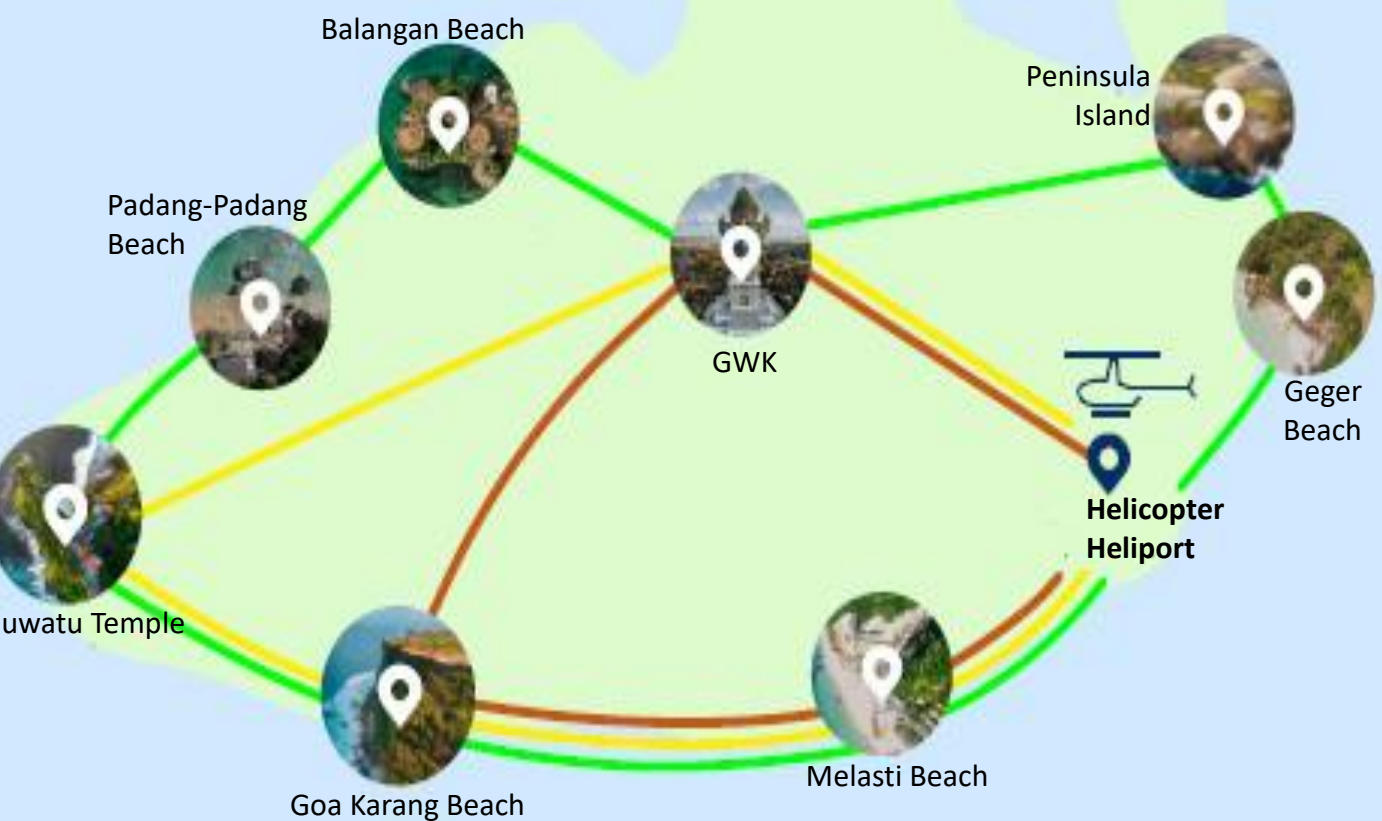 Balangan Beach
Peninsula
Island
Padang-Padang
Beach
GWK
Geger
Beach
Helicopter
Heliport
uwatu Temple
Melasti Beach
Goa Karang Beach